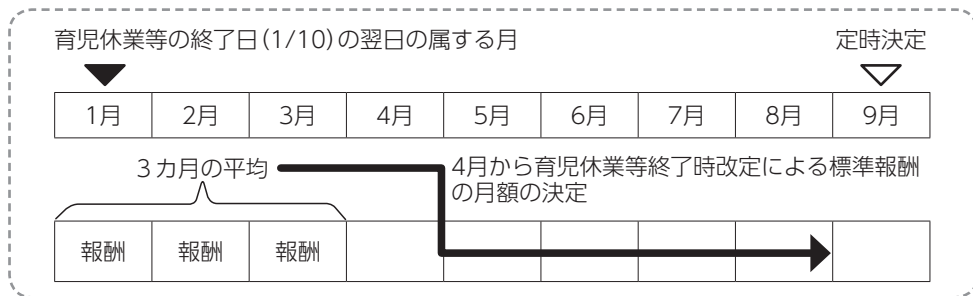 育児休業等の終了日(1/10)の翌日の属する月
定時決定
1月 2月 3月 4月 5月 6月 7月 8月 9月
3カ月の平均
4月から育児休業等終了時改定による標準報酬
の月額の決定
報酬 報酬 報酬